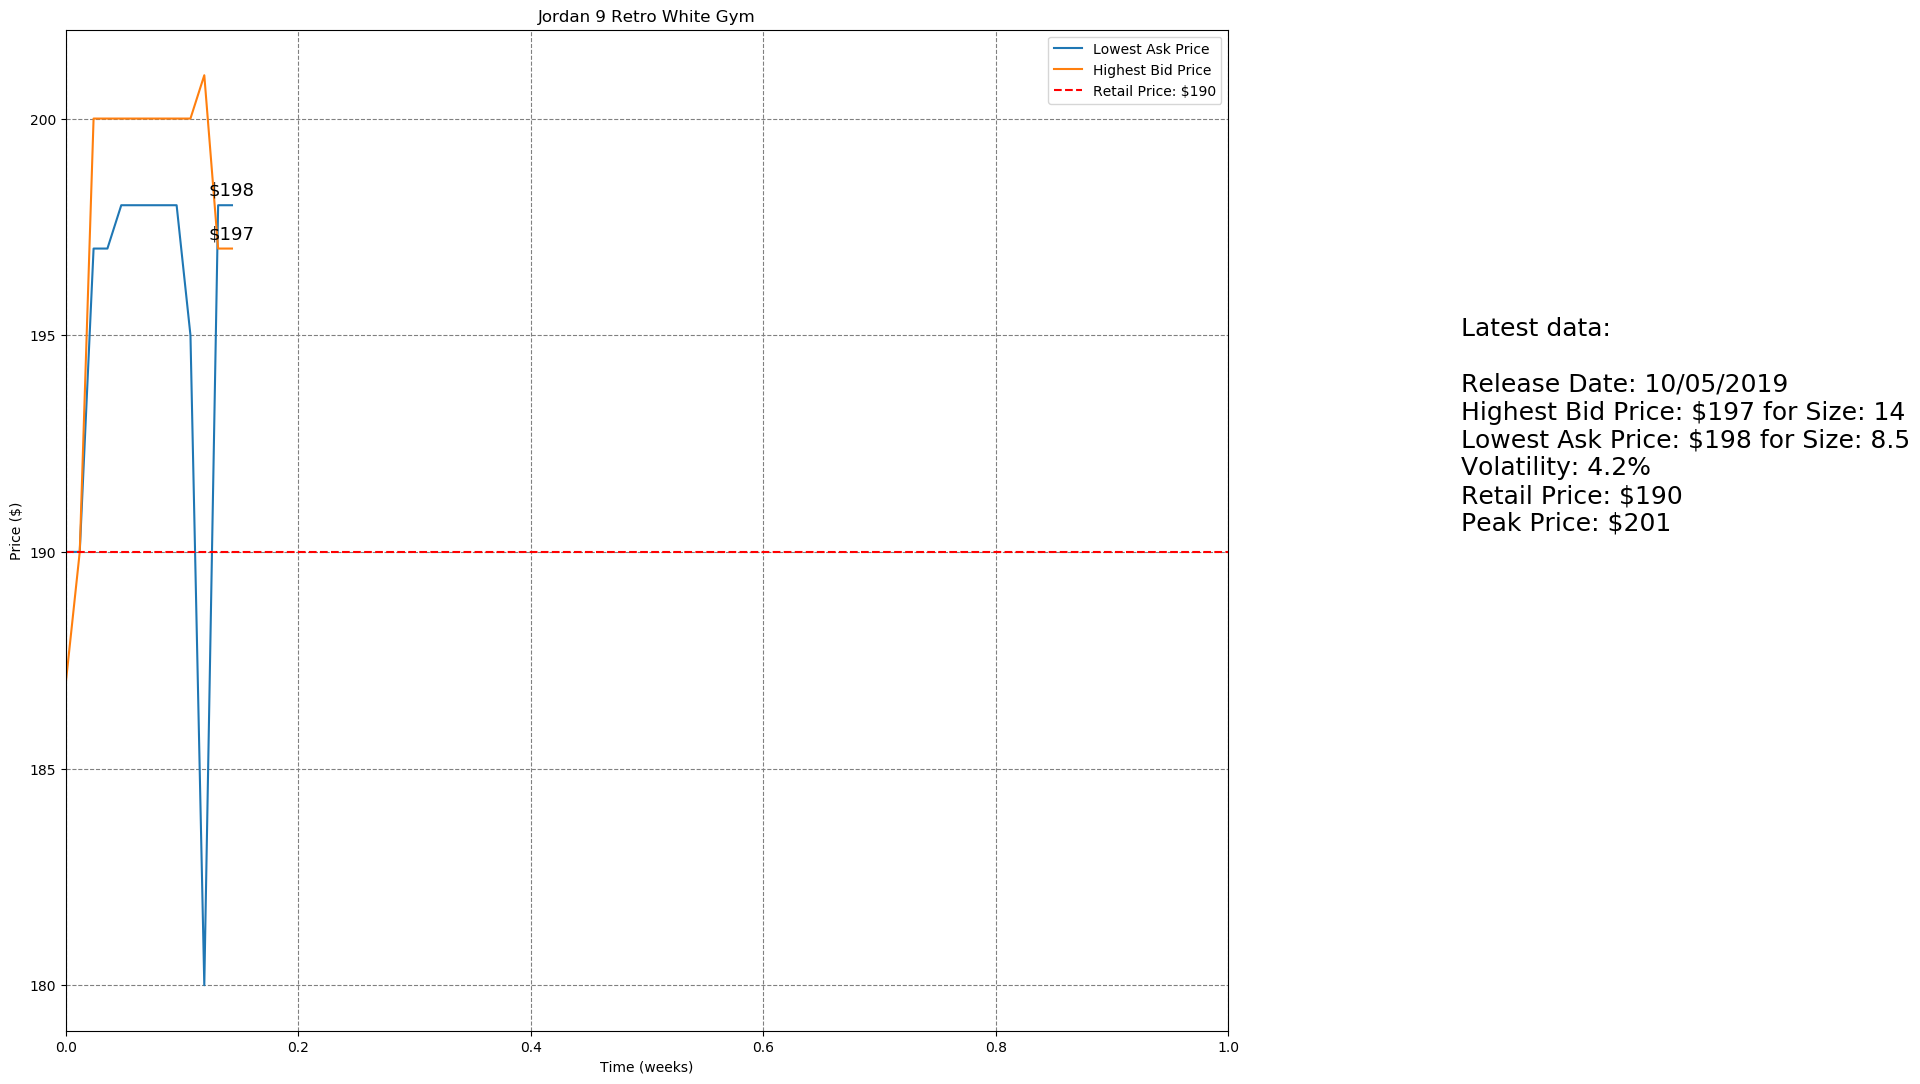 Jordan 9 Retro White Gym
Lowest Ask Price
Highest Bid Price
Retail Price: $190
200
195
190
185
180
Price ($)
$198
$197
0.0
0.2
0.4
0.6
0.8
1.0
Time (weeks)
Latest data:
Release Date: 10/05/2019
Highest Bid Price: $197 for Size: 14
Lowest Ask Price: $198 for Size: 8.5
Volatility: 4.2%
Retail Price: $190
Peak Price: $201